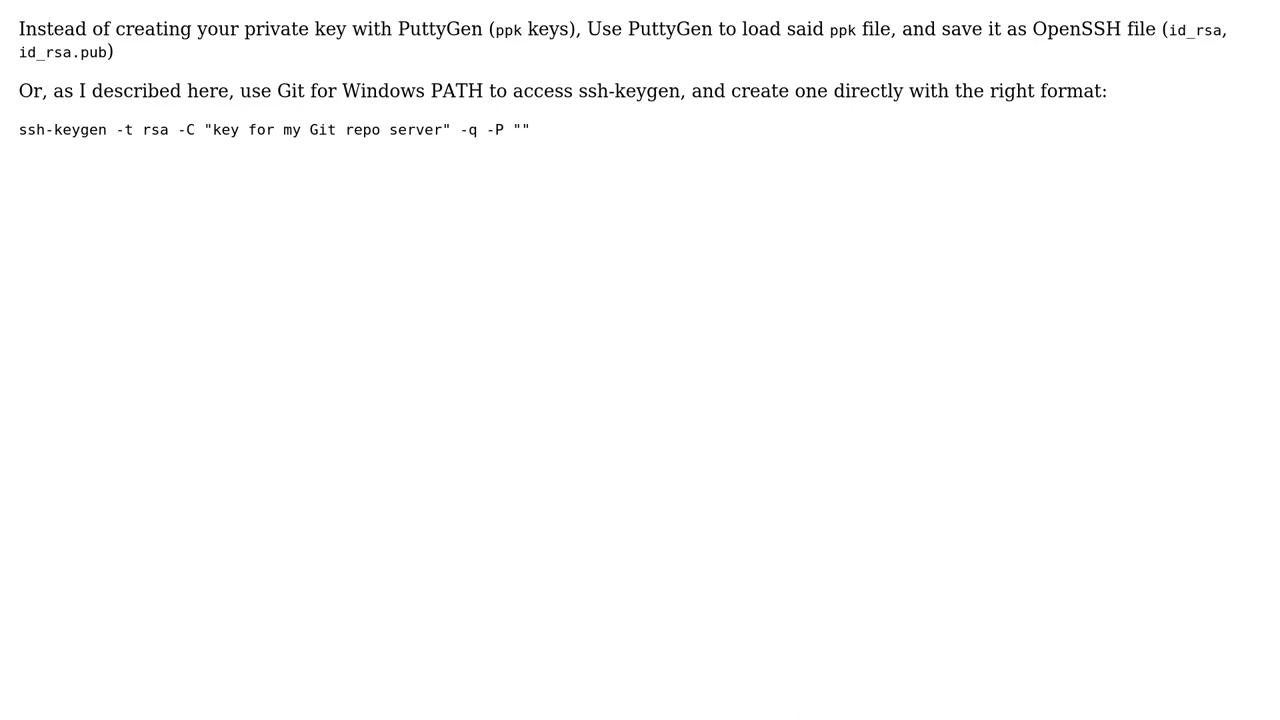 Instead of creating your private key with PuttyGen (ppk keys), Use PuttyGen to load said ppk file, and save it as OpenSSH file (id_rsa,
id_rsa.pub)
Or, as I described here, use Git for Windows PATH to access ssh-keygen, and create one directly with the right format:
ssh-keygen -t rsa -C "key for my Git repo server" -q -P ""